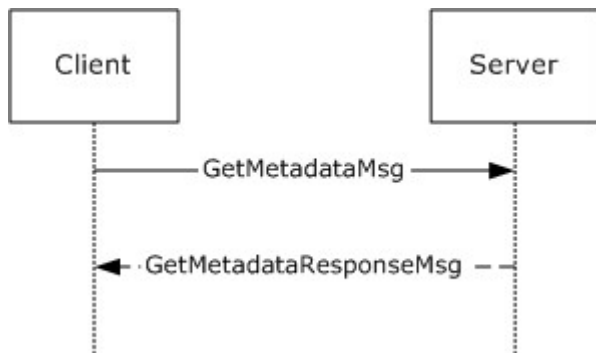 Client
Server
GetMetadataMsg
GetMetadataResponseMsg